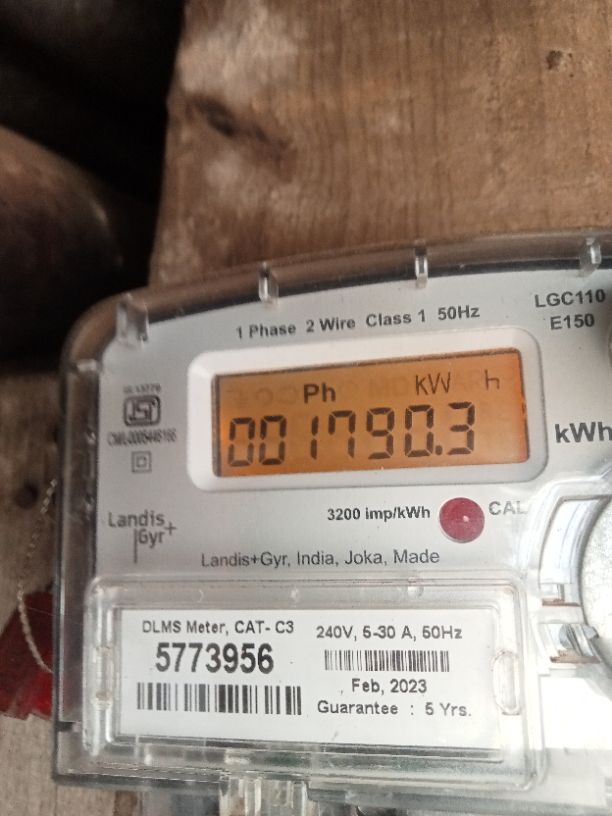 LGC110
E150
1 Phase 2 Wire Class 1 50Hz
Ph KW h
001790.3
kWh
ISI
3200 imp/kWh
CAL
Landis
Gyr+
Landis+Gyr, India, Joka, Made
DLMS Meter, CAT- C3
5773956
240V, 5-30 A, 50Hz
Feb, 2023
Guarantee : 5 Yrs.